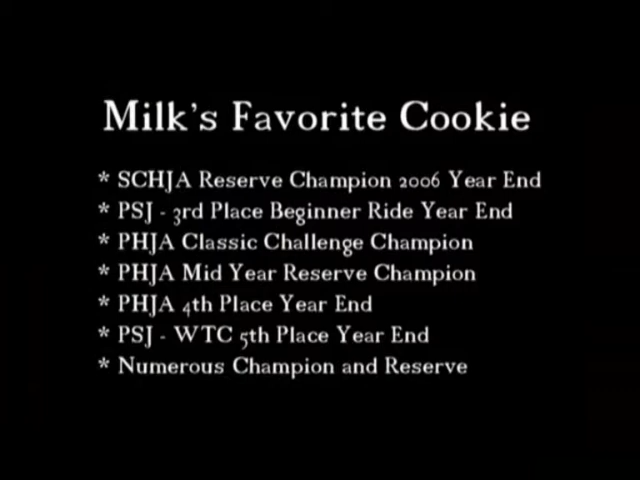 Milk's Favorite Cookie
* SCHJA Reserve Champion 2006 Year End
* PSJ - 3rd Place Beginner Ride Year End
* PHJA Classic Challenge Champion
* PHJA Mid Year Reserve Champion
* PHJA 4th Place Year End
* PSJ - WTC 5th Place Year End
* Numerous Champion and Reserve